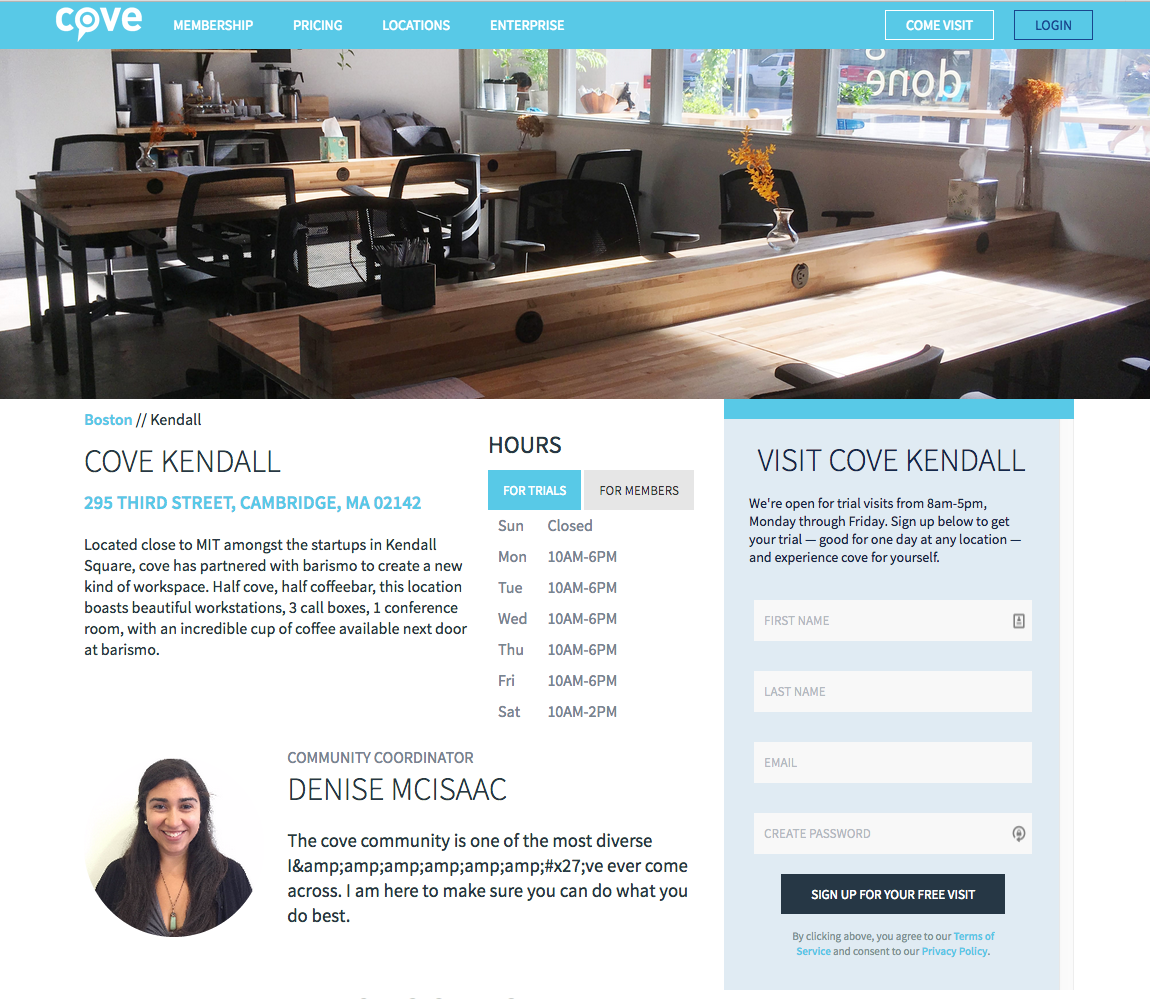 cove MEMBERSHIP PRICING LOCATIONS ENTERPRISE COME VISIT LOGIN
done
Boston // Kendall
COVE KENDALL
295 THIRD STREET, CAMBRIDGE, MA 02142
Located close to MIT amongst the startups in Kendall
Square, cove has partnered with barismo to create a new
kind of workspace. Half cove, half coffeebar, this location
boasts beautiful workstations, 3 call boxes, 1 conference
room, with an incredible cup of coffee available next door
at barismo.
HOURS
FOR TRIALS FOR MEMBERS
Sun Closed
Mon 10AM-6PM
Tue 10AM-6PM
Wed 10AM-6PM
Thu 10AM-6PM
Fri 10AM-6PM
Sat 10AM-2PM
COMMUNITY COORDINATOR
DENISE MCISAAC
The cove community is one of the most diverse
I&amp;amp;amp;amp;amp;amp;#x27;ve ever come
across. I am here to make sure you can do what you
do best.
VISIT COVE KENDALL
We're open for trial visits from 8am-5pm,
Monday through Friday. Sign up below to get
your trial — good for one day at any location —
and experience cove for yourself.
FIRST NAME
LAST NAME
EMAIL
CREATE PASSWORD
SIGN UP FOR YOUR FREE VISIT
By clicking above, you agree to our Terms of
Service and consent to our Privacy Policy.